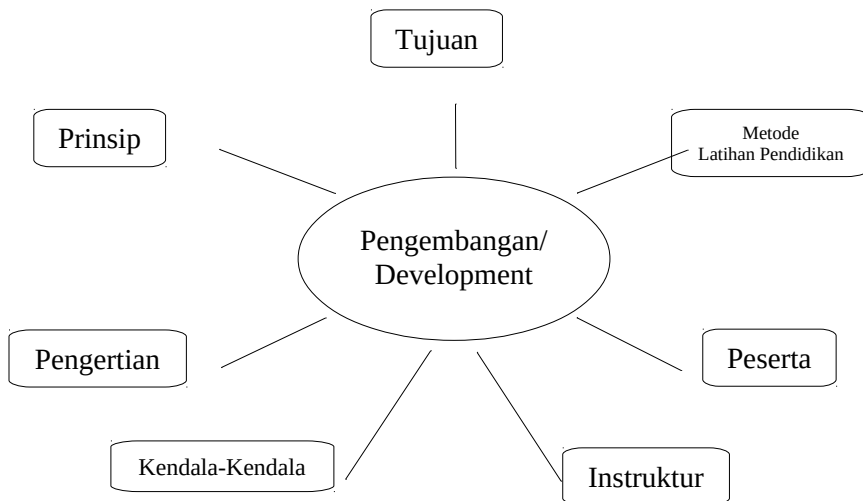 Tujuan
Prinsip
Metode
Latihan Pendidikan
Pengembangan/
Development
Pengertian
Peserta
Kendala-Kendala
Instruktur